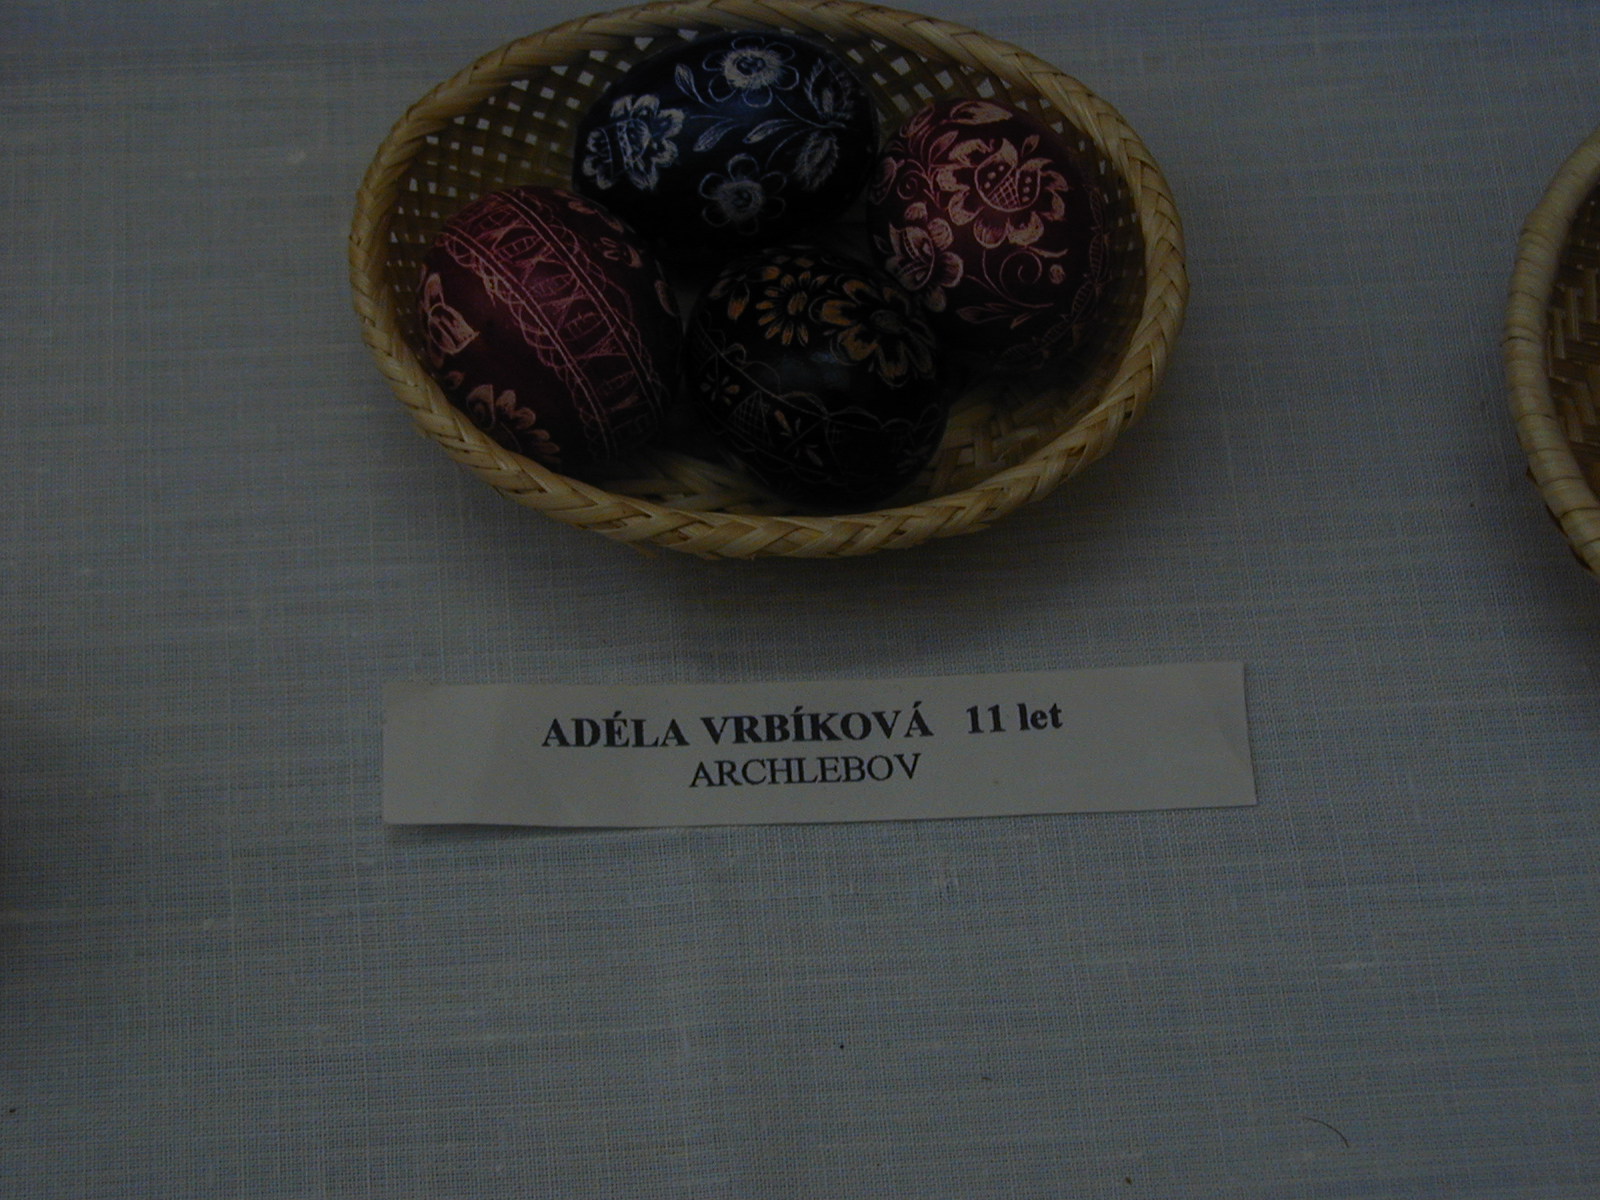 ADÉLA VRBÍKOVÁ 11 let
ARCHLEBOV